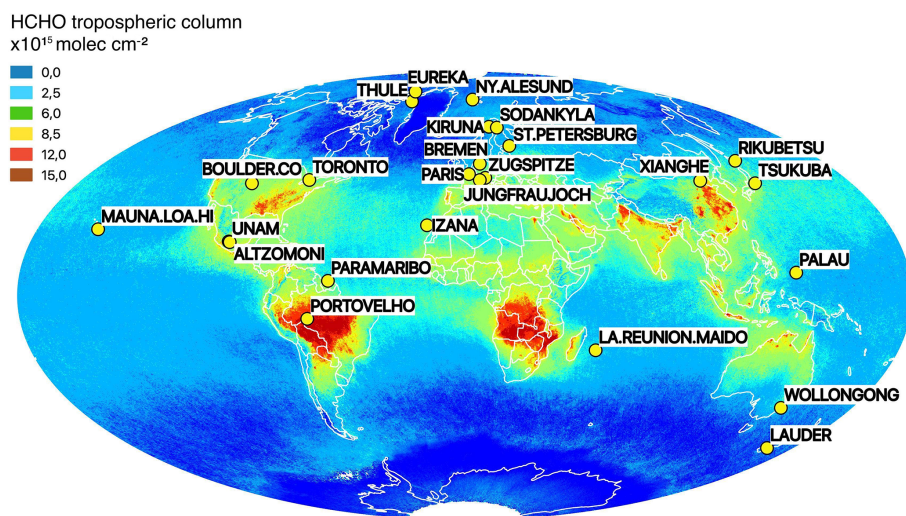 HCHO tropospheric column
x10¹⁵ molec cm⁻²
0,0
2,5
6,0
8,5
12,0
15,0
EUREKA
THULE
NY.ALESUND
SODANKYLA
KIRUNA
ST.PETERSBURG
BREMEN
ZUGSPITZE
PARIS
JUNGFRAUJOCH
BOULDER.CO
TORONTO
XIANGHE
RIKUBETSU
TSUKUBA
MAUNA.LOA.HI
UNAM
ALTZOMONI
IZANA
PARAMARIBO
PALAU
PORTOVELHO
LA.REUNION.MAIDO
WOLLONGONG
LAUDER